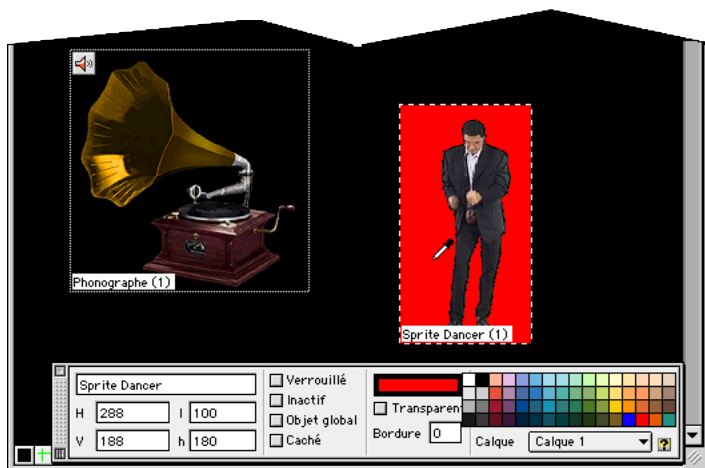 Phonographe (1)
Sprite Dancer (1)
Sprite Dancer
H 288 l 100
V 188 h 180
Verrouillé
Inactif
Objet global
Caché
Transparent
Bordure 0
Calque Calque 1
?